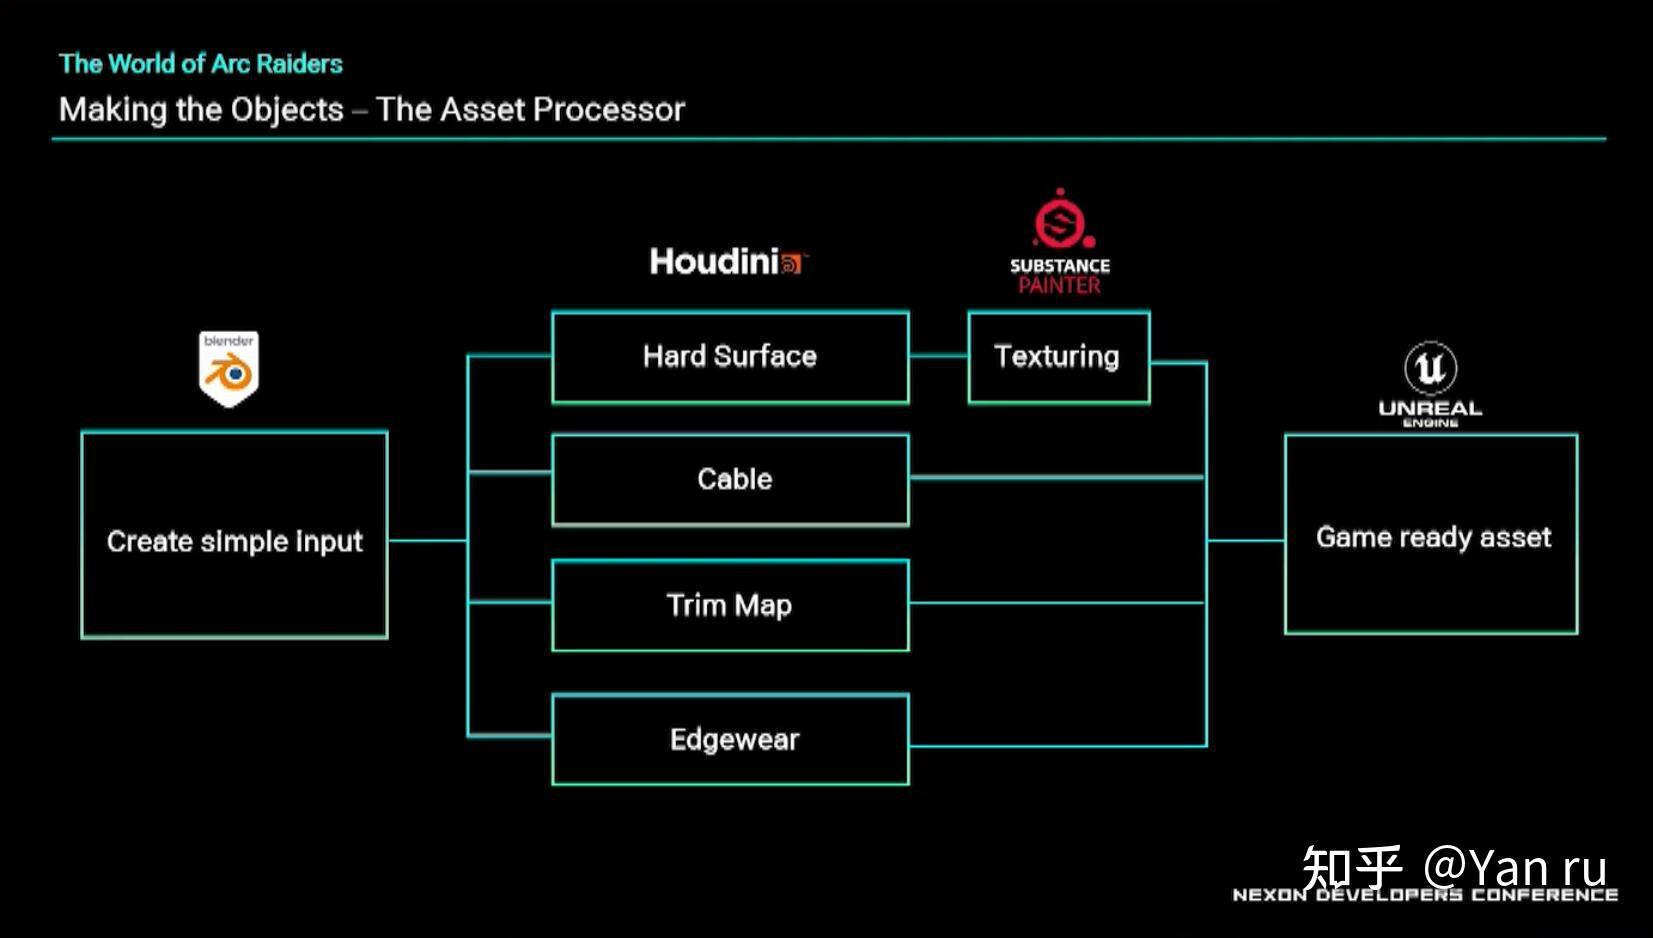 The World of Arc Raiders
Making the Objects – The Asset Processor
blender
Create simple input
Houdini
Hard Surface
Cable
Trim Map
Edgewear
SUBSTANCE
PAINTER
Texturing
UNREAL
ENGINE
Game ready asset
知乎 @Yan ru
NEXON DEVELOPERS CONFERENCE